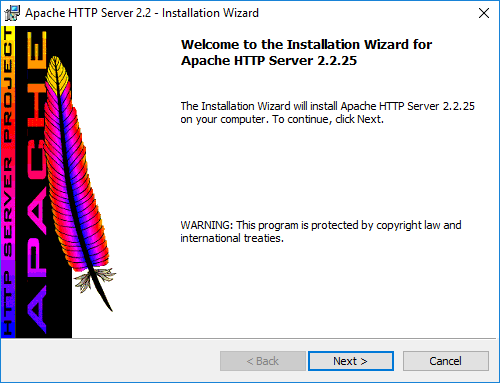 Apache HTTP Server 2.2 - Installation Wizard
HTTP SERVER PROJECT
APACHE
Welcome to the Installation Wizard for
Apache HTTP Server 2.2.25
The Installation Wizard will install Apache HTTP Server 2.2.25
on your computer. To continue, click Next.
WARNING: This program is protected by copyright law and
international treaties.
< Back
Next >
Cancel